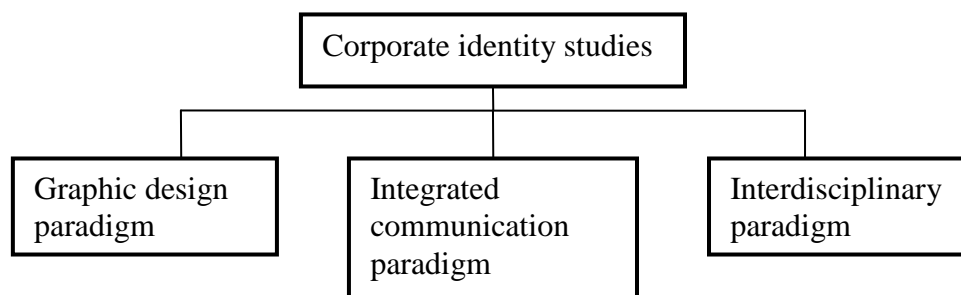 Corporate identity studies
Graphic design
paradigm
Integrated
communication
paradigm
Interdisciplinary
paradigm